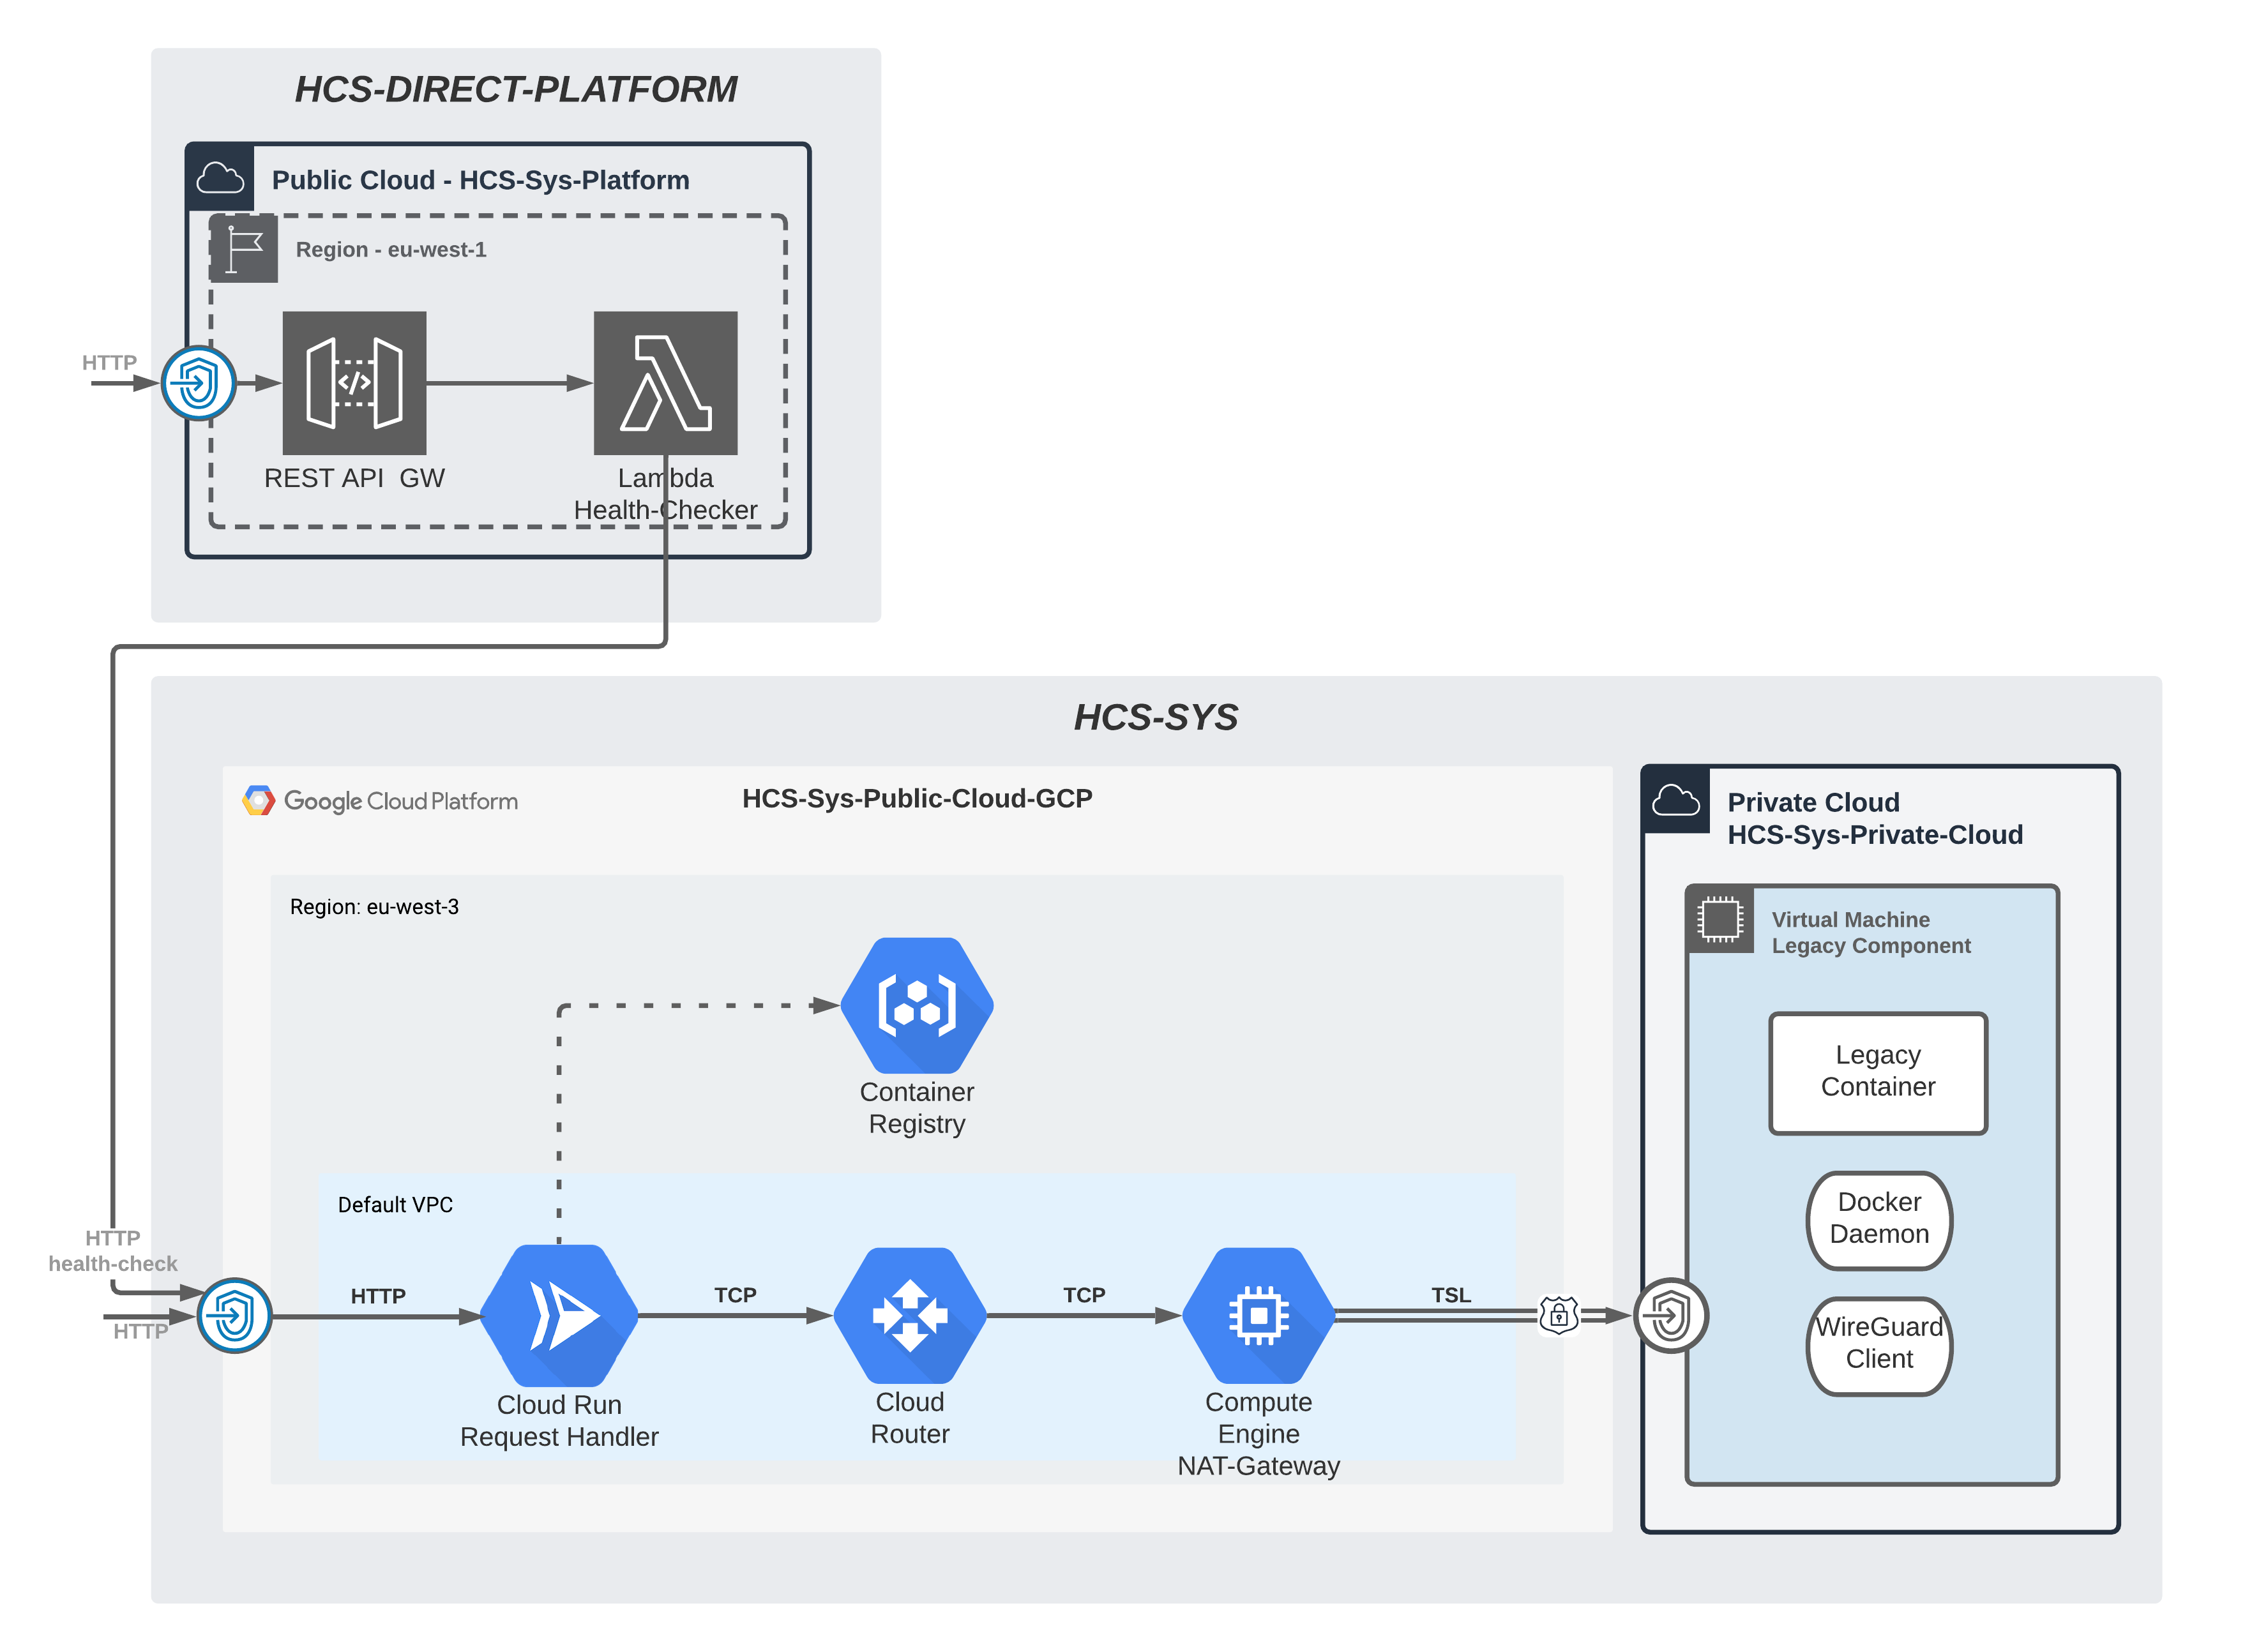 HCS-DIRECT-PLATFORM
Public Cloud - HCS-Sys-Platform
Region - eu-west-1
HTTP
REST API  GW
Lambda
Health-Checker
HCS-SYS
Google Cloud Platform
HCS-Sys-Public-Cloud-GCP
Region: eu-west-3
Container
Registry
Default VPC
HTTP
health-check
HTTP
HTTP
Cloud Run
Request Handler
TCP
Cloud
Router
TCP
Compute
Engine
NAT-Gateway
TSL
Private Cloud
HCS-Sys-Private-Cloud
Virtual Machine
Legacy Component
Legacy
Container
Docker
Daemon
WireGuard
Client